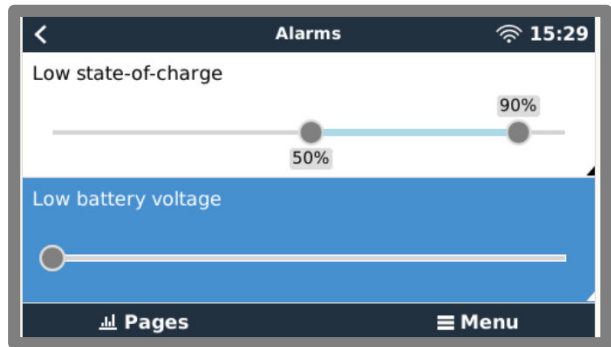 Alarms 15:29
Low state-of-charge
90%
50%
Low battery voltage
Pages Menu